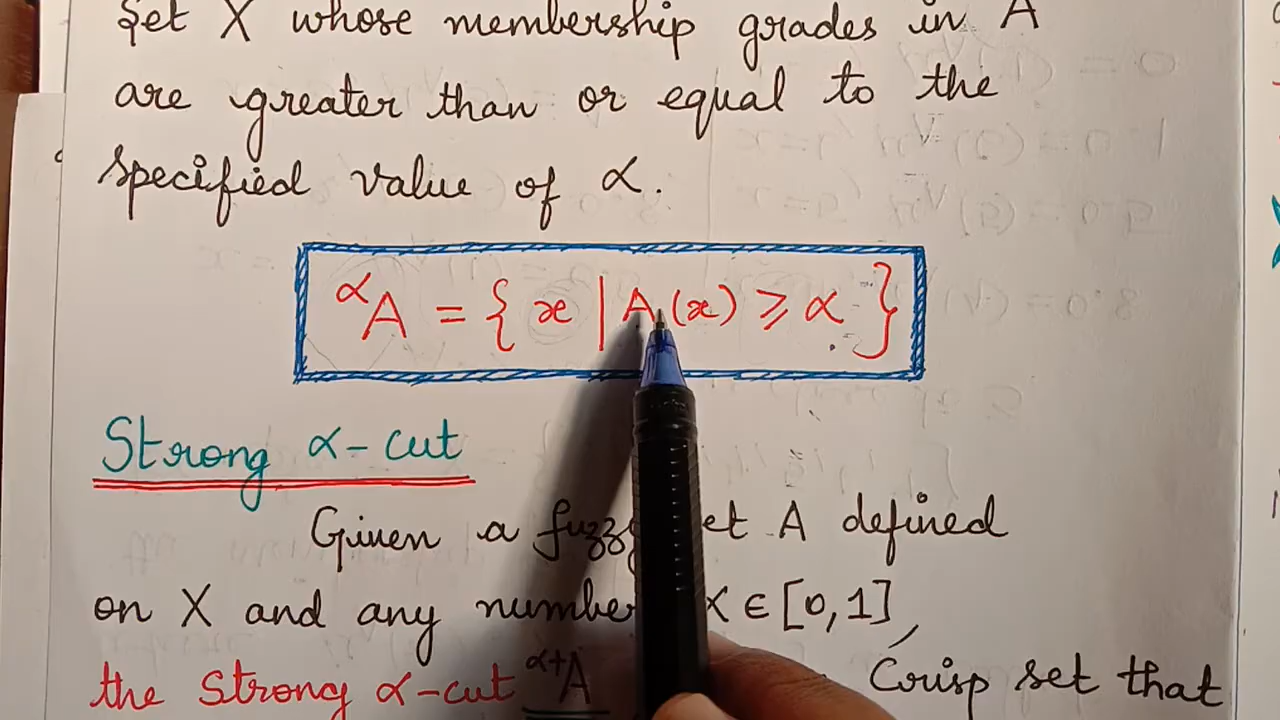 Set X whose membership grades in A
are greater than or equal to the
specified value of α.
αA = { x | A(x) ⩾ α }
Strong α-cut
Given a fuzzy set A defined
on X and any number α ∈ [0,1],
the Strong α-cut α+A Crisp set that